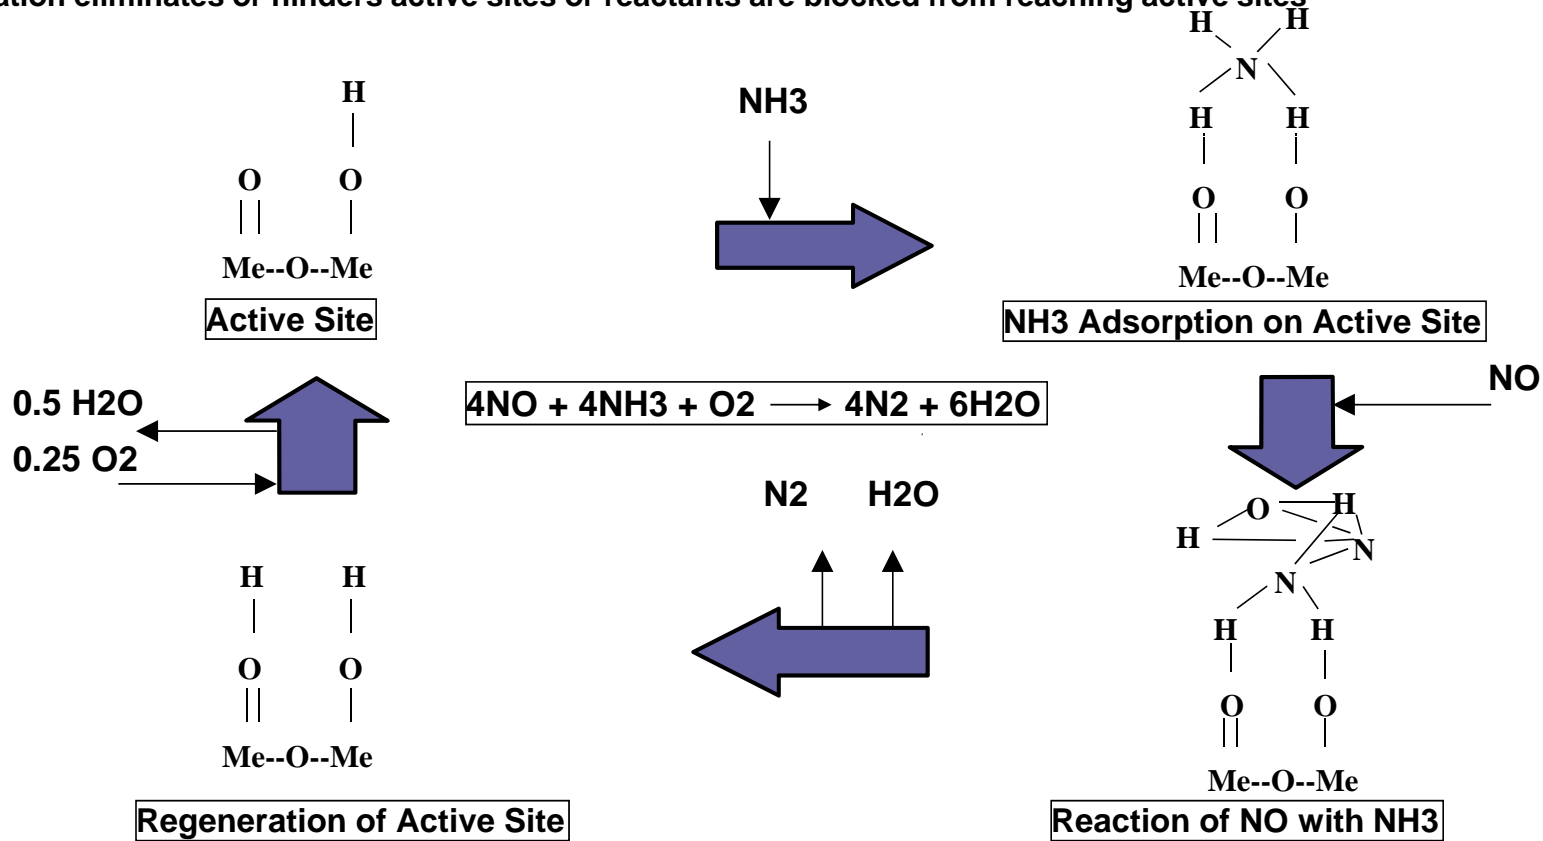 eliminates or hinders active sites or reactants are blocked from reaching active sites
H H
N
H H
O O
Me--O--Me
NH3 Adsorption on Active Site
H
O O
Me--O--Me
Active Site
NH3
0.5 H2O
0.25 O2
4NO + 4NH3 + O2 → 4N2 + 6H2O
NO
N2 H2O
O H
H N
N
H H
O O
Me--O--Me
Reaction of NO with NH3
H H
O O
Me--O--Me
Regeneration of Active Site